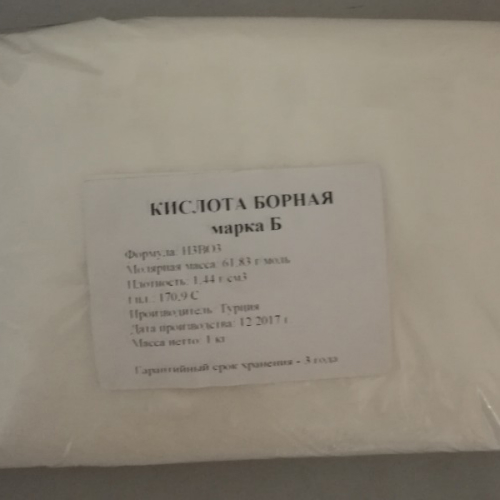 КИСЛОТА БОРНАЯ
марка Б
Формула: H3BO3
Молярная масса: 61,83 г/моль
Плотность: 1,44 г/см3
т.пл.: 170,9 С
Производитель: Турция
Дата производства: 12 2017 г
Масса нетто: 1 кг
Гарантийный срок хранения - 3 года